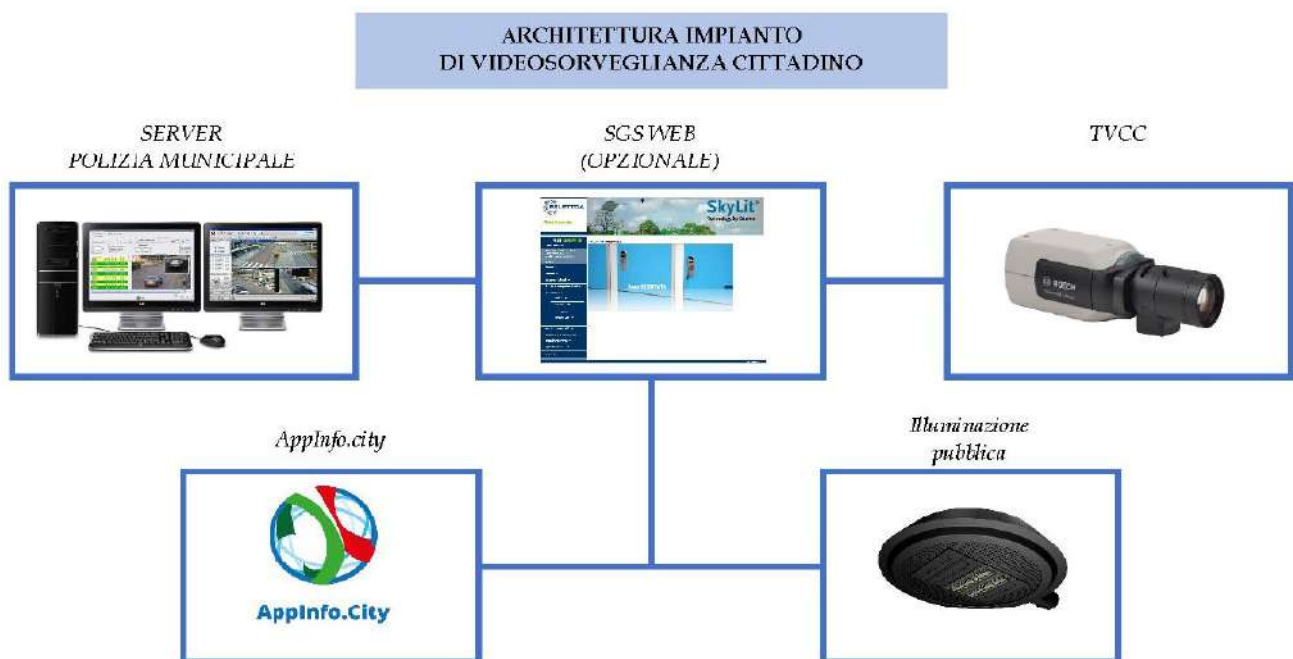 ARCHITETTURA IMPIANTO
DI VIDEOSORVEGLIANZA CITTADINO
SERVER
POLIZIA MUNICIPALE
SGS WEB
(OPZIONALE)
TVCC
SkyLit
BOSCH
AppInfo.city
Illuminazione
pubblica
AppInfo.City